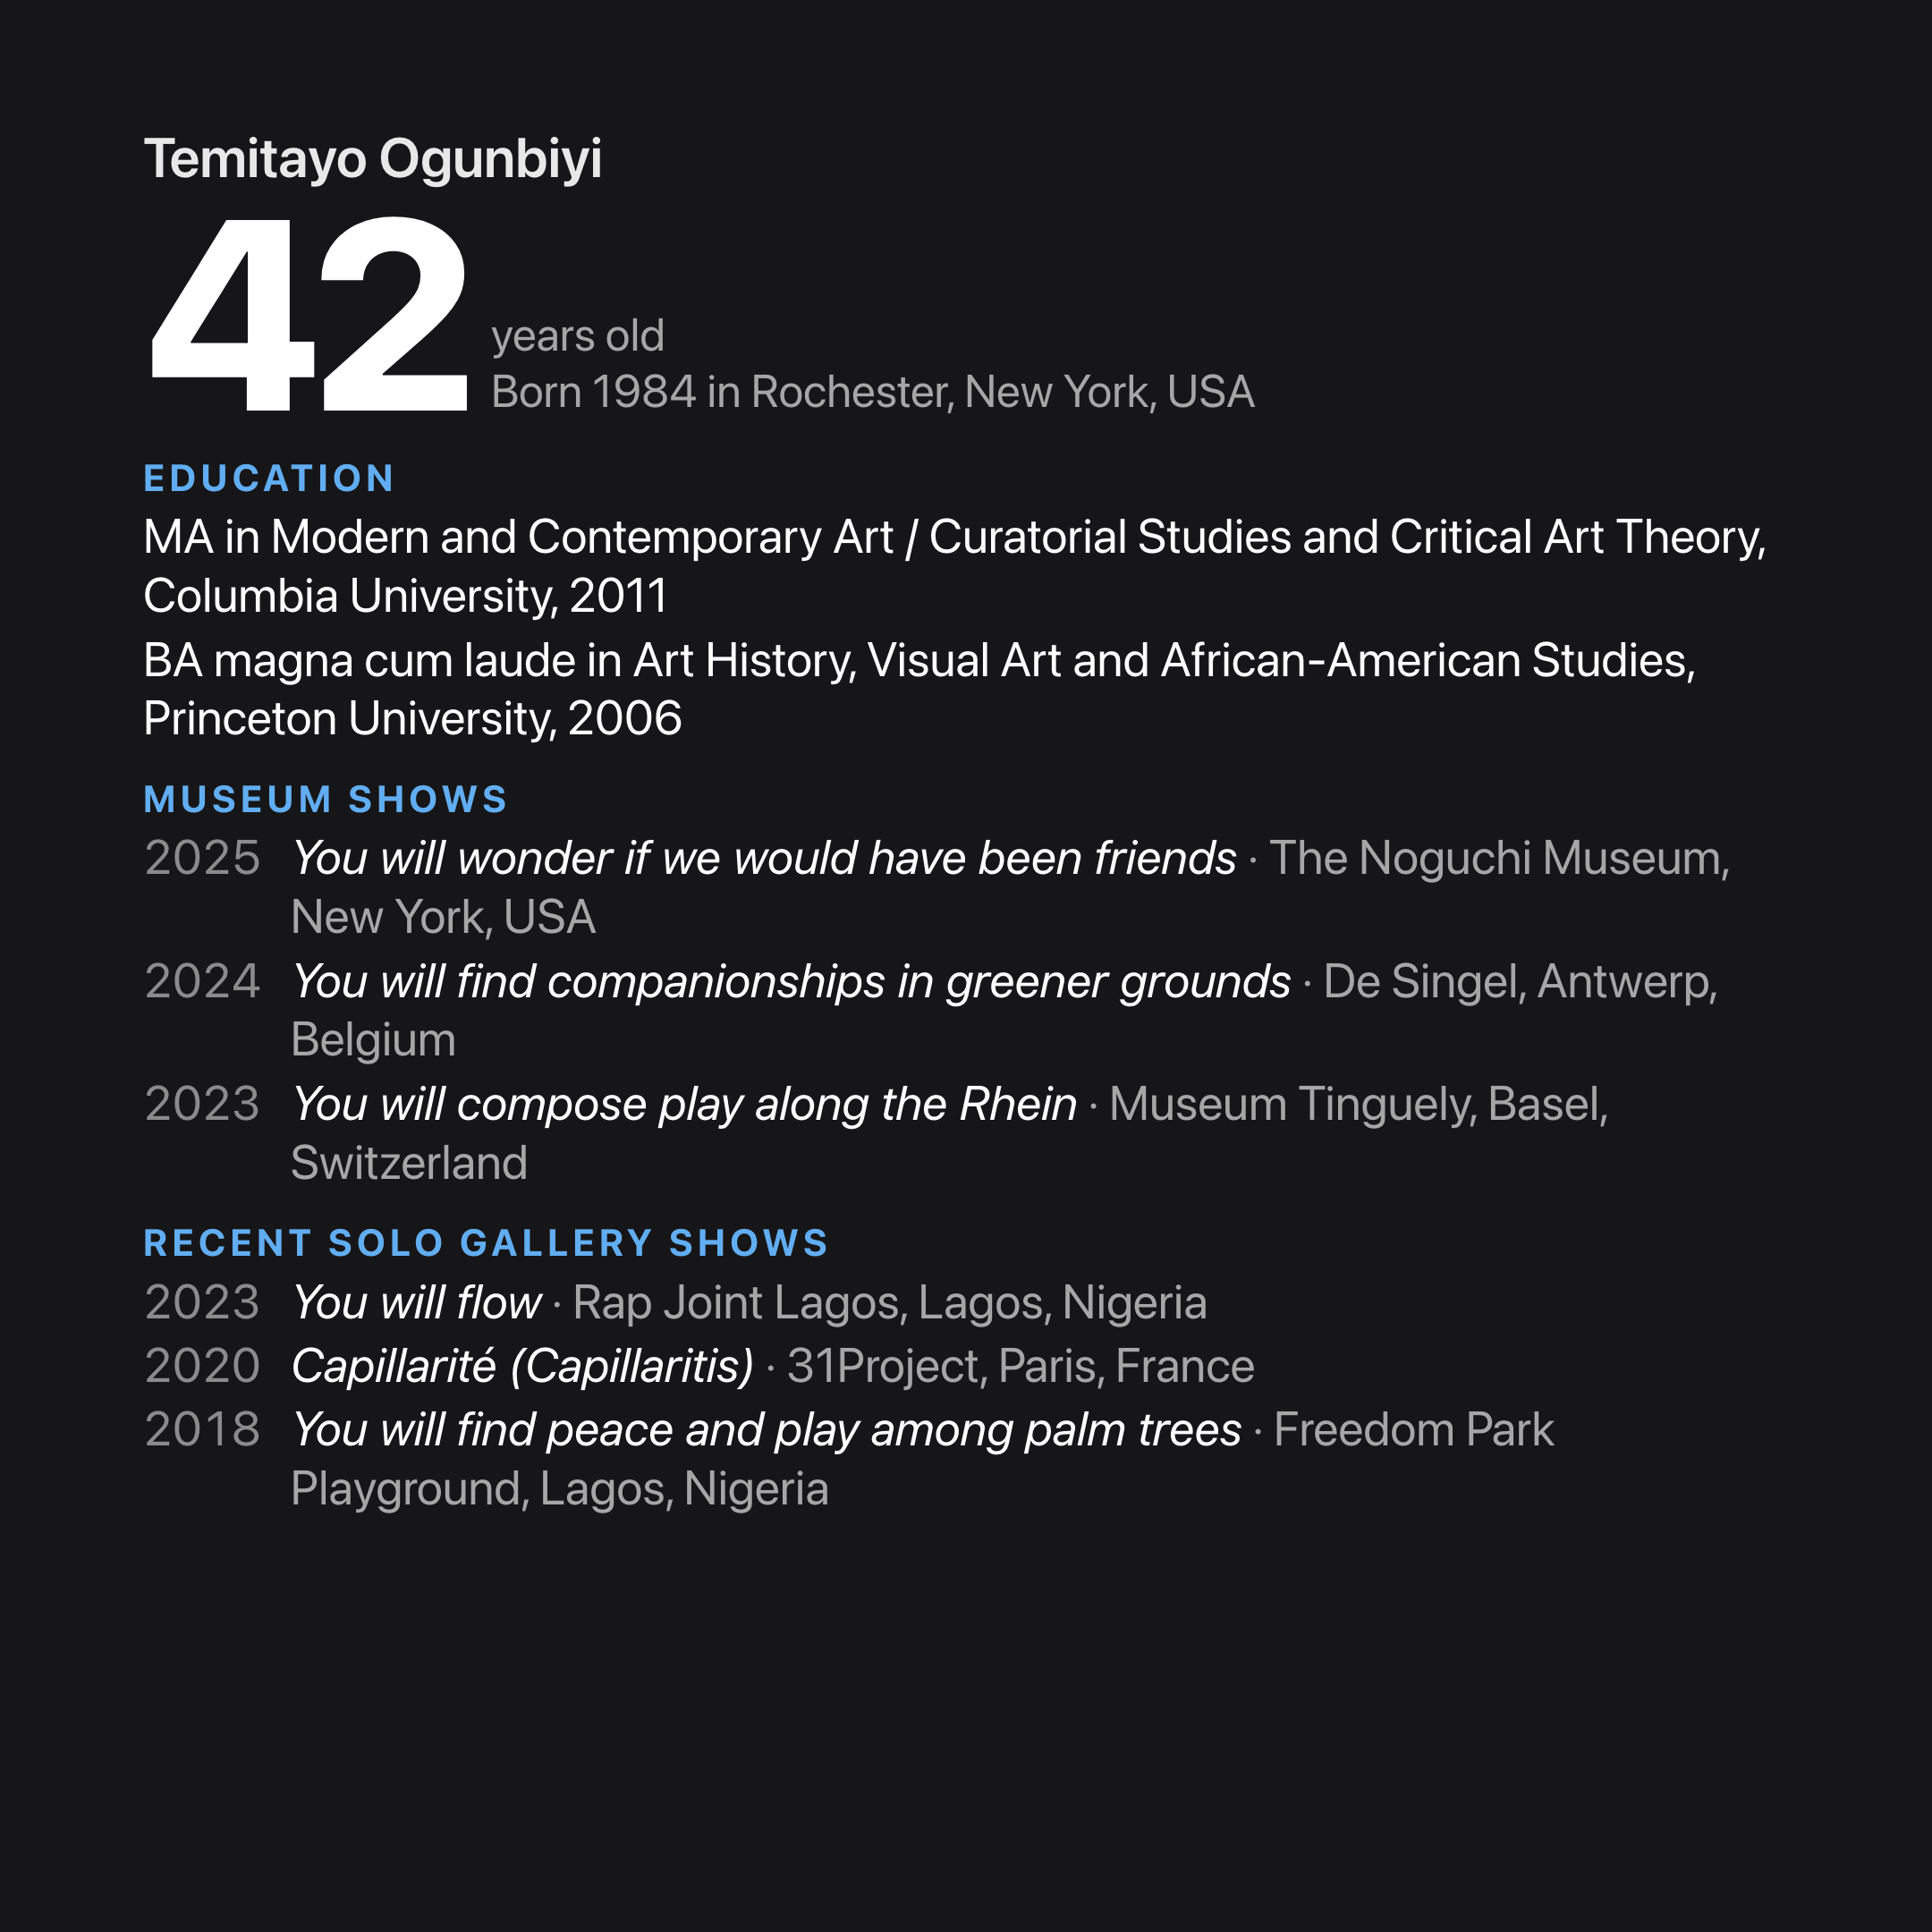 Temitayo Ogunbiyi
42 years old
Born 1984 in Rochester, New York, USA
EDUCATION
MA in Modern and Contemporary Art / Curatorial Studies and Critical Art Theory,
Columbia University, 2011
BA magna cum laude in Art History, Visual Art and African-American Studies,
Princeton University, 2006
MUSEUM SHOWS
2025 You will wonder if we would have been friends · The Noguchi Museum,
New York, USA
2024 You will find companionships in greener grounds · De Singel, Antwerp,
Belgium
2023 You will compose play along the Rhein · Museum Tinguely, Basel,
Switzerland
RECENT SOLO GALLERY SHOWS
2023 You will flow · Rap Joint Lagos, Lagos, Nigeria
2020 Capillarité (Capillaritis) · 31Project, Paris, France
2018 You will find peace and play among palm trees · Freedom Park
Playground, Lagos, Nigeria